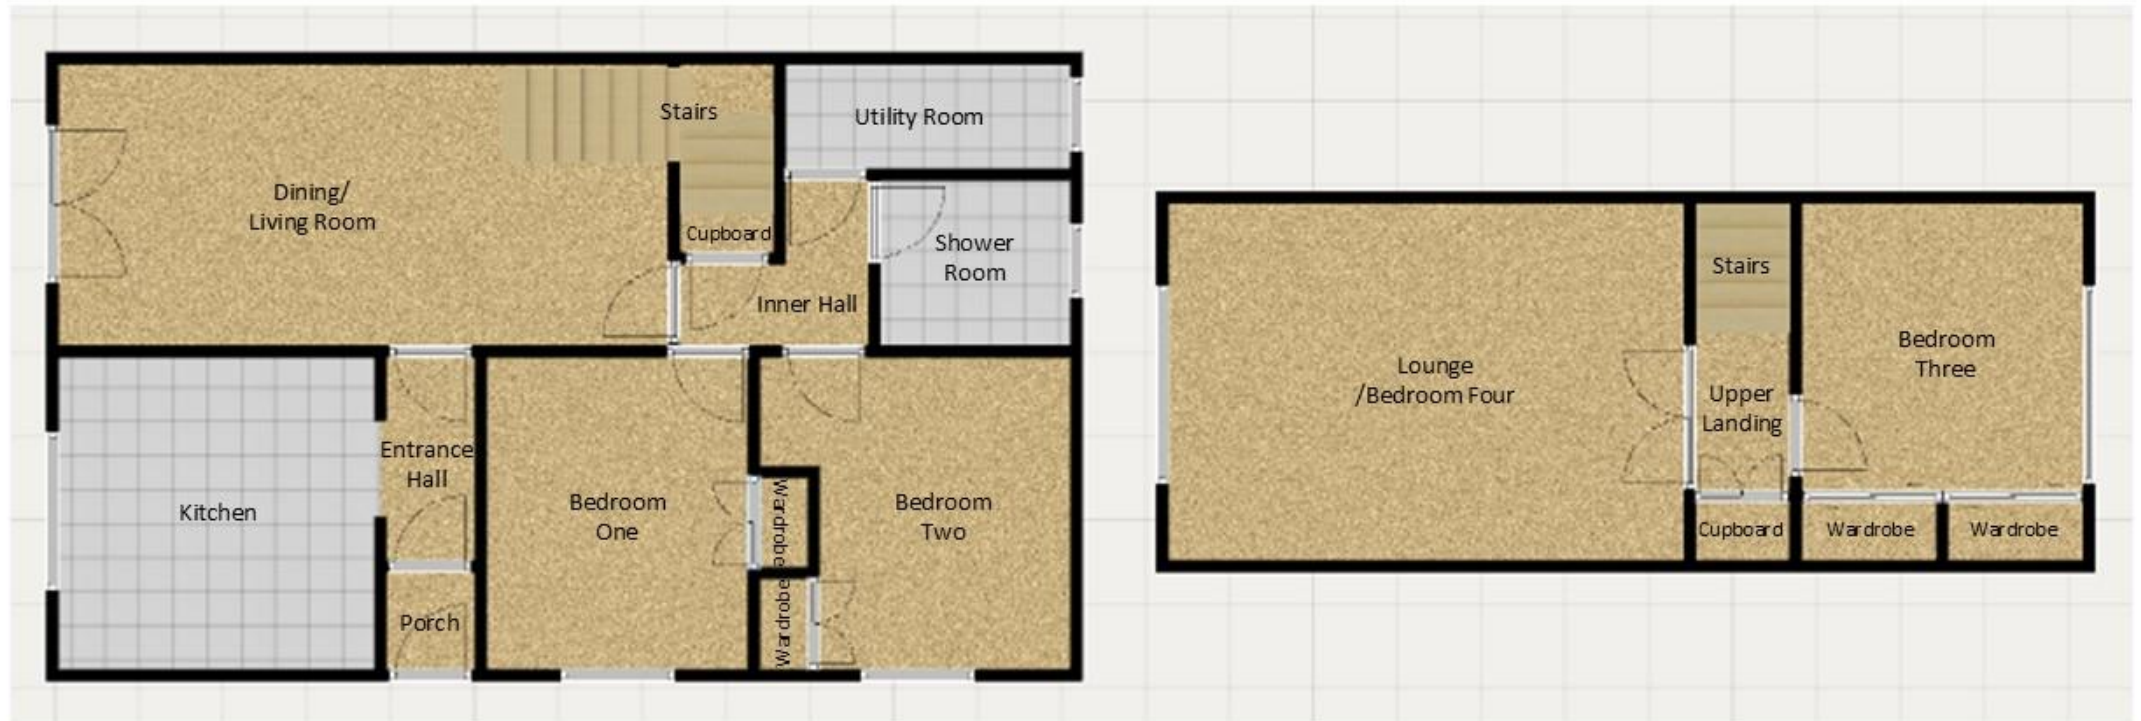 Stairs
Utility Room
Dining/
Living Room
Cupboard
Shower
Room
Inner Hall
Entrance
Hall
Kitchen
Bedroom
One
Wardrobe
Bedroom
Two
Wardrobe
Porch
Stairs
Lounge
/Bedroom Four
Upper
Landing
Bedroom
Three
Cupboard
Wardrobe
Wardrobe